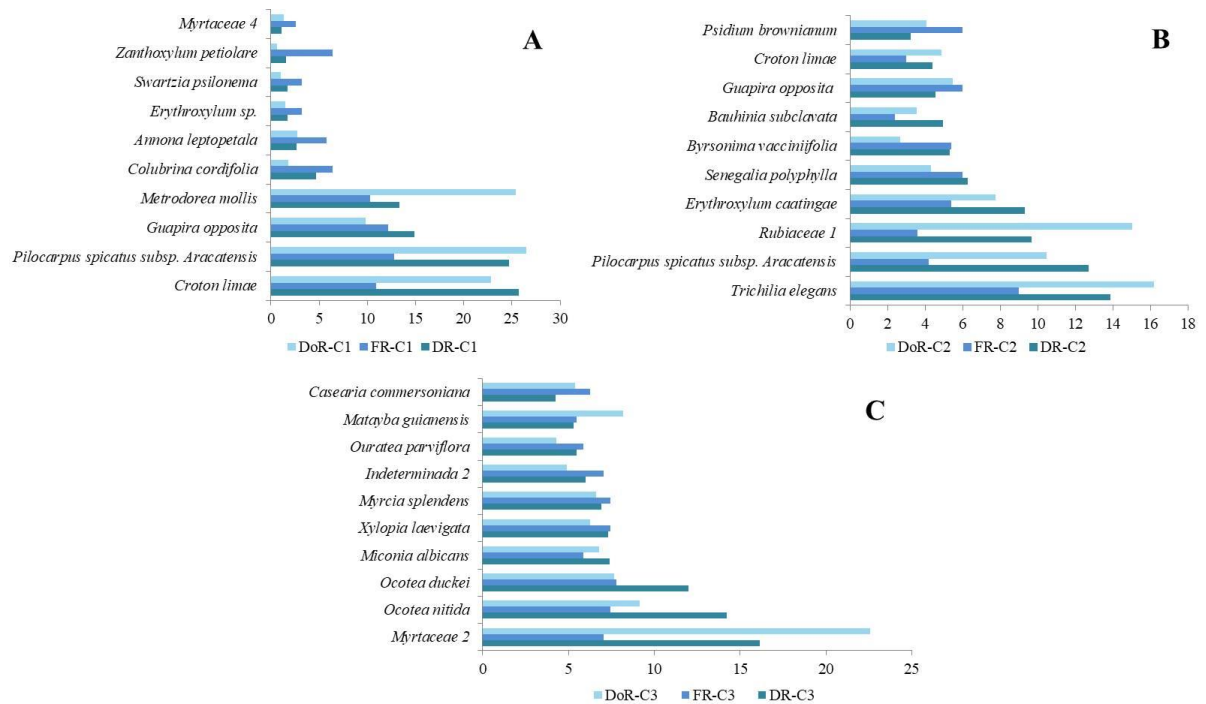 A
Myrtaceae 4
Zanthoxylum petiolare
Swartzia psilonema
Erythroxylum sp.
Annona leptopetala
Colubrina cordifolia
Metrodorea mollis
Guapira opposita
Pilocarpus spicatus subsp. Aracatensis
Croton limae
0 5 10 15 20 25 30
DoR-C1 FR-C1 DR-C1
B
Psidium brownianum
Croton limae
Guapira opposita
Bauhinia subclavata
Byrsonima vacciniifolia
Senegalia polyphylla
Erythroxylum caatingae
Rubiaceae 1
Pilocarpus spicatus subsp. Aracatensis
Trichilia elegans
0 2 4 6 8 10 12 14 16 18
DoR-C2 FR-C2 DR-C2
C
Casearia commersoniana
Matayba guianensis
Ouratea parviflora
Indeterminada 2
Myrcia splendens
Xylopia laevigata
Miconia albicans
Ocotea duckei
Ocotea nitida
Myrtaceae 2
0 5 10 15 20 25
DoR-C3 FR-C3 DR-C3